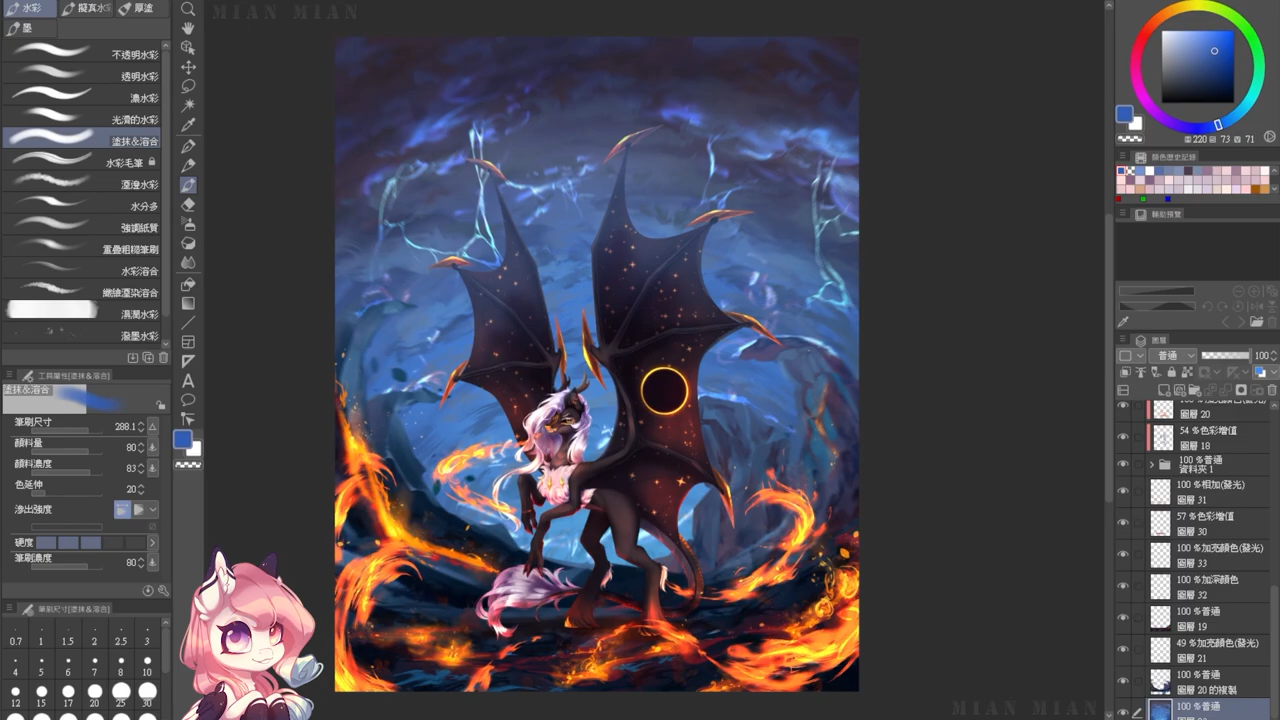 水彩
擬真水彩
厚塗
墨
MIAN MIAN
不透明水彩
透明水彩
濃水彩
光滑的水彩
塗抹&溶合
水彩毛筆
溼澄水彩
水分多
強調紙質
重疊粗糙筆刷
水彩溶合
纖維溼染溶合
潑墨水彩
工具屬性[塗抹&溶合]
塗抹&溶合
筆刷尺寸 288.1
顏料量 80
顏料濃度 83
色延伸 20
滲出強度
硬度
筆刷濃度 80
筆刷尺寸[塗抹&溶合]
0.7 1 1.5 2 2.5 3
4 5 6 7 8 10
12 15 17 20 25 30
220 73 71
顏色歷史記錄
輔助預覽
圖層
普通 100
圖層 20
54 %色彩增值
圖層 18
100 %普通
資料夾 1
100 %相加(發光)
圖層 31
57 %色彩增值
圖層 30
100 %加亮顏色(發光)
圖層 33
100 %加深顏色
圖層 32
100 %普通
圖層 19
49 %加亮顏色(發光)
圖層 21
100 %普通
圖層 20 的複製
100 %普通
MIAN MIAN